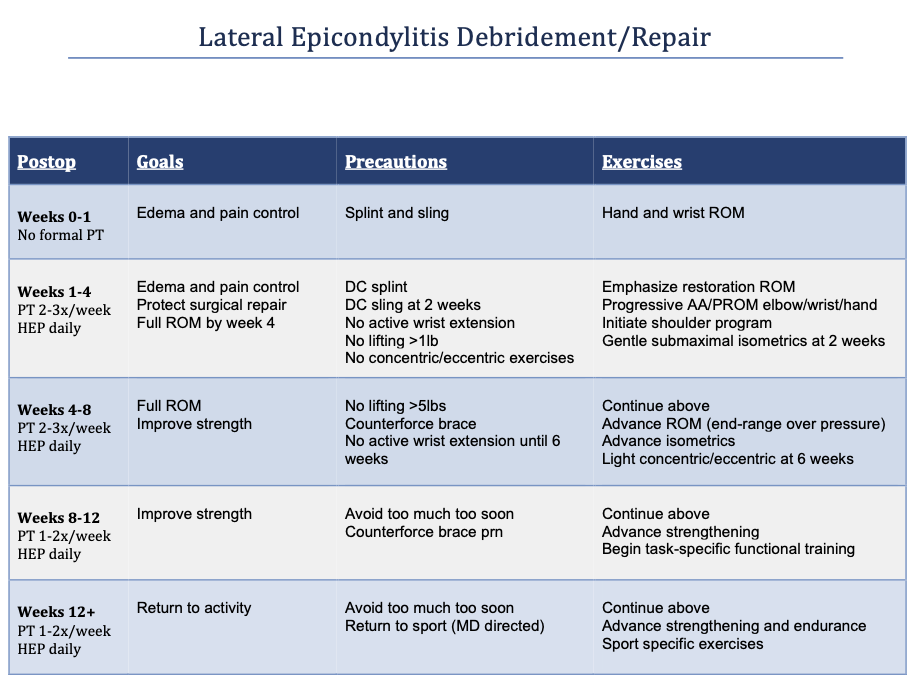 Lateral Epicondylitis Debridement/Repair
Postop
Goals
Precautions
Exercises
Weeks 0-1
No formal PT
Edema and pain control
Splint and sling
Hand and wrist ROM
Weeks 1-4
PT 2-3x/week
HEP daily
Edema and pain control
Protect surgical repair
Full ROM by week 4
DC splint
DC sling at 2 weeks
No active wrist extension
No lifting >1lb
No concentric/eccentric exercises
Emphasize restoration ROM
Progressive AA/PROM elbow/wrist/hand
Initiate shoulder program
Gentle submaximal isometrics at 2 weeks
Weeks 4-8
PT 2-3x/week
HEP daily
Full ROM
Improve strength
No lifting >5lbs
Counterforce brace
No active wrist extension until 6
weeks
Continue above
Advance ROM (end-range over pressure)
Advance isometrics
Light concentric/eccentric at 6 weeks
Weeks 8-12
PT 1-2x/week
HEP daily
Improve strength
Avoid too much too soon
Counterforce brace prn
Continue above
Advance strengthening
Begin task-specific functional training
Weeks 12+
PT 1-2x/week
HEP daily
Return to activity
Avoid too much too soon
Return to sport (MD directed)
Continue above
Advance strengthening and endurance
Sport specific exercises